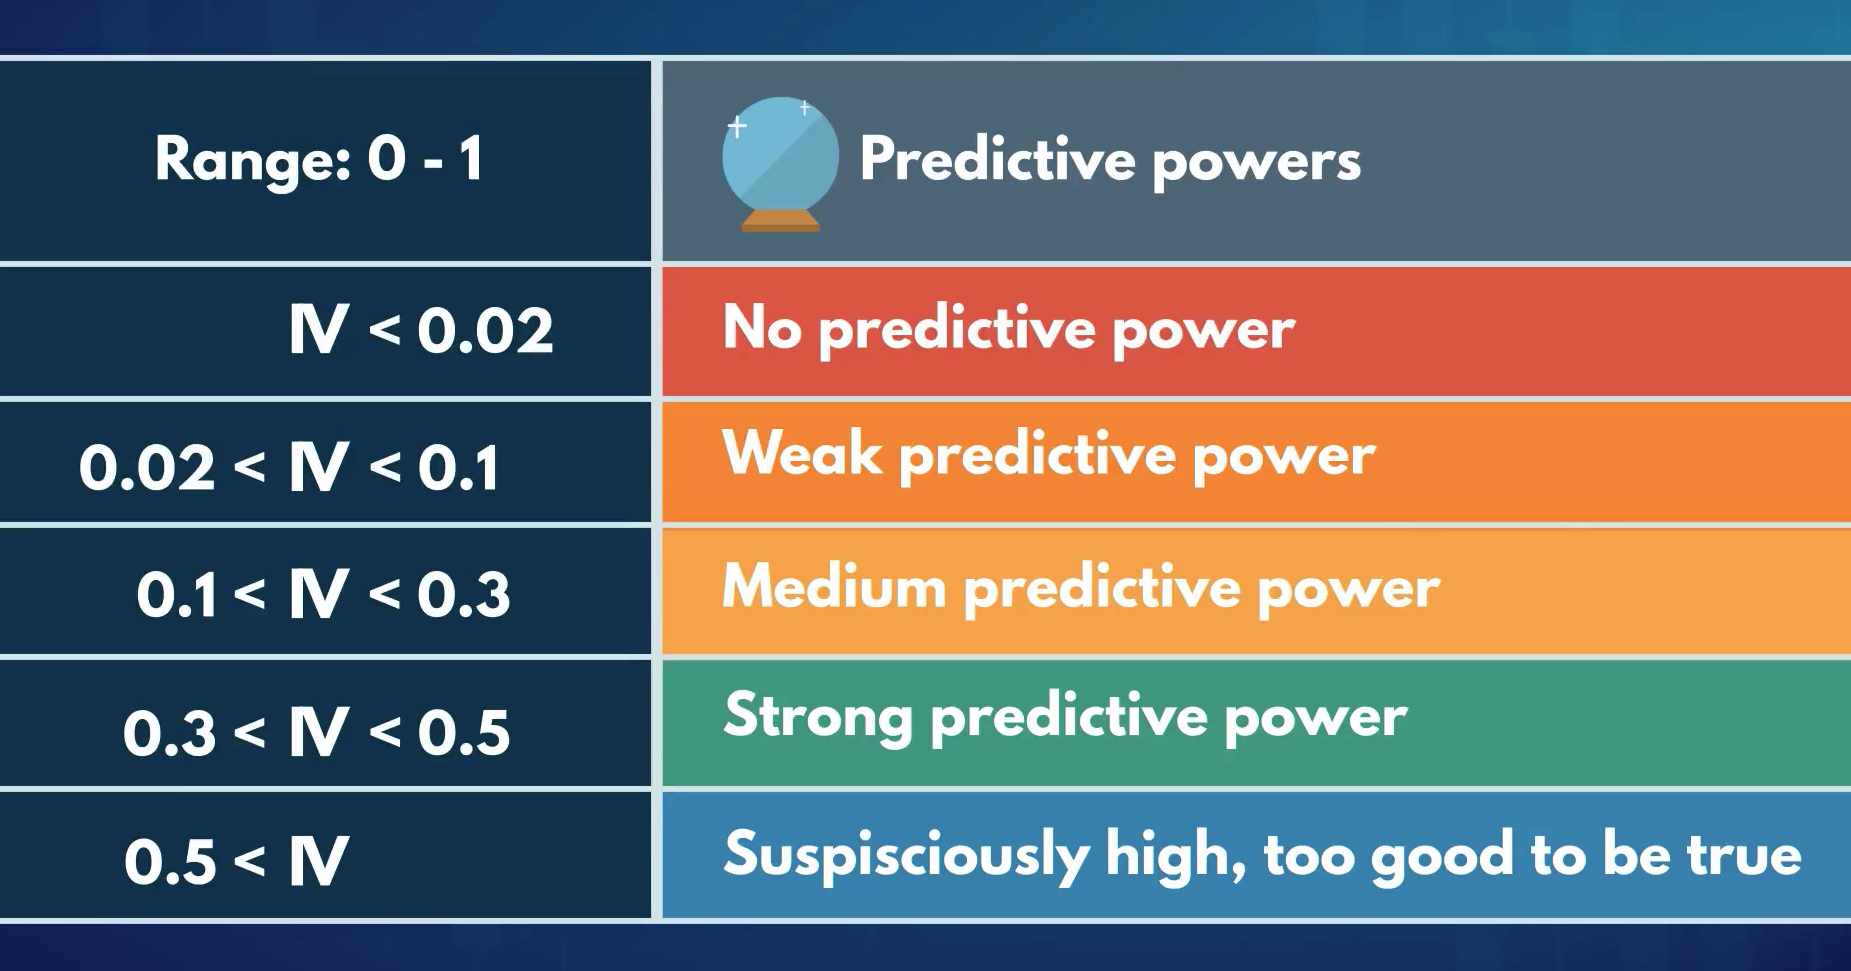 Range: 0 - 1
Predictive powers
IV < 0.02
No predictive power
0.02 < IV < 0.1
Weak predictive power
0.1 < IV < 0.3
Medium predictive power
0.3 < IV < 0.5
Strong predictive power
0.5 < IV
Suspisciously high, too good to be true